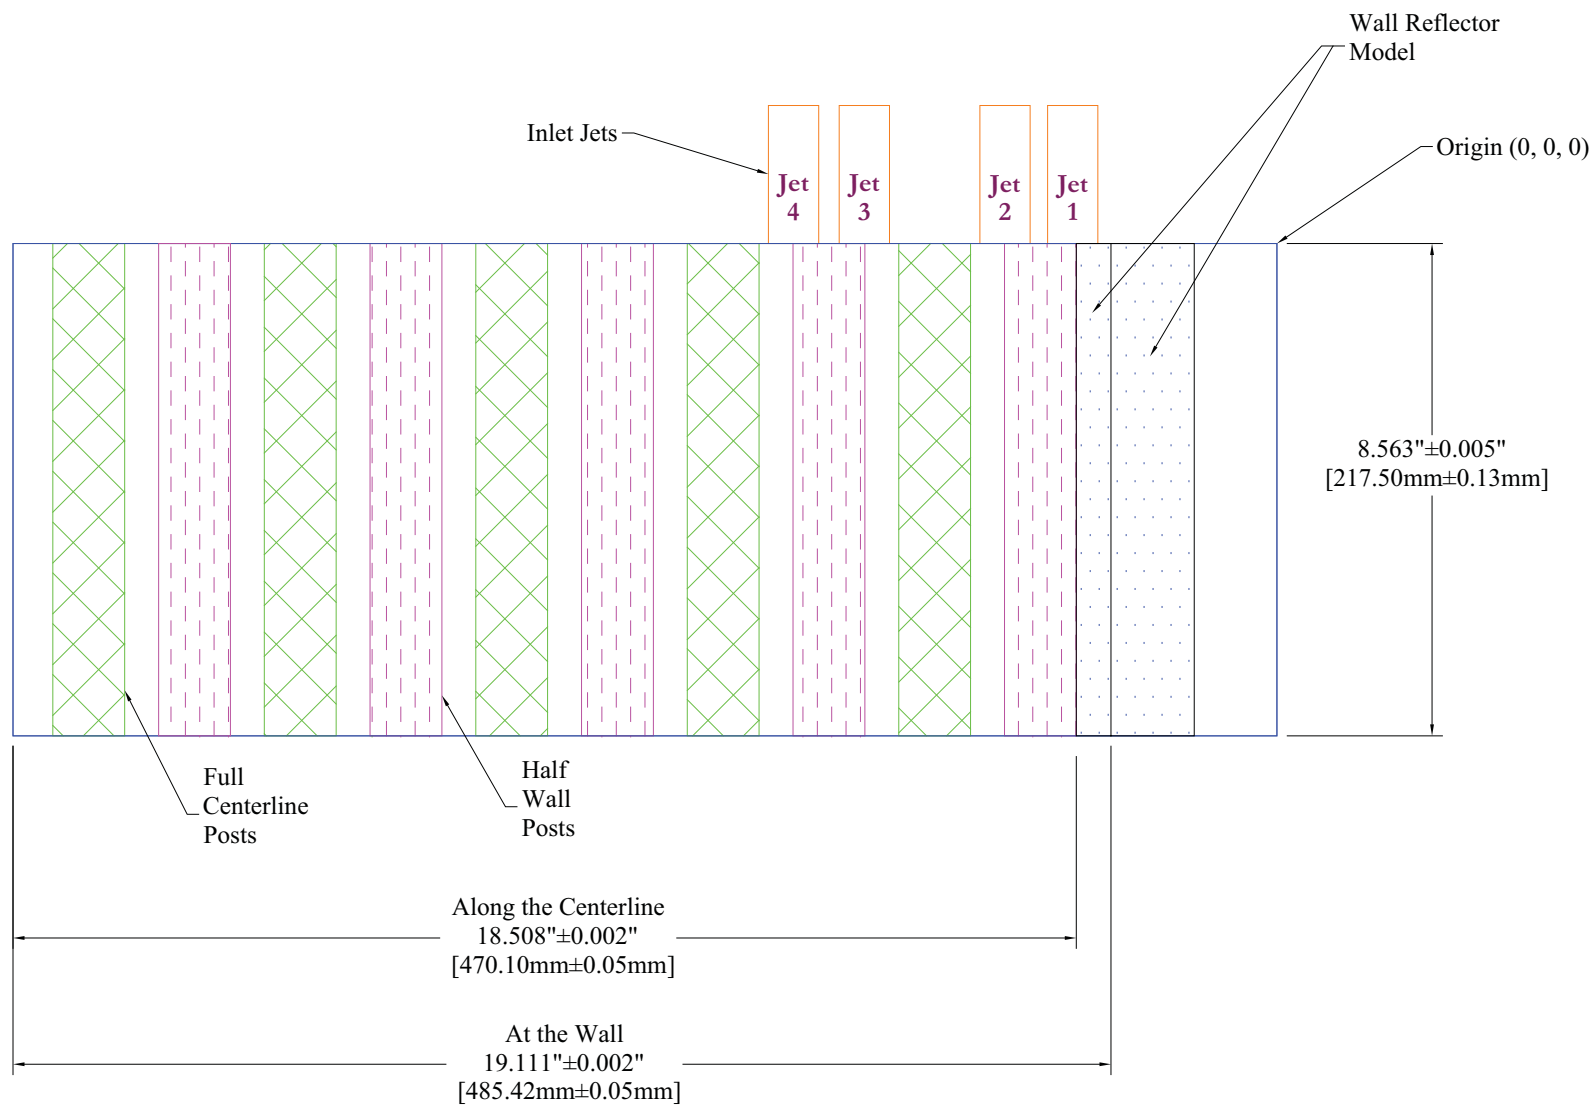 Wall Reflector
Model
Inlet Jets
Origin (0, 0, 0)
Jet
4
Jet
3
Jet
2
Jet
1
8.563"±0.005"
[217.50mm±0.13mm]
Full
Centerline
Posts
Half
Wall
Posts
Along the Centerline
18.508"±0.002"
[470.10mm±0.05mm]
At the Wall
19.111"±0.002"
[485.42mm±0.05mm]